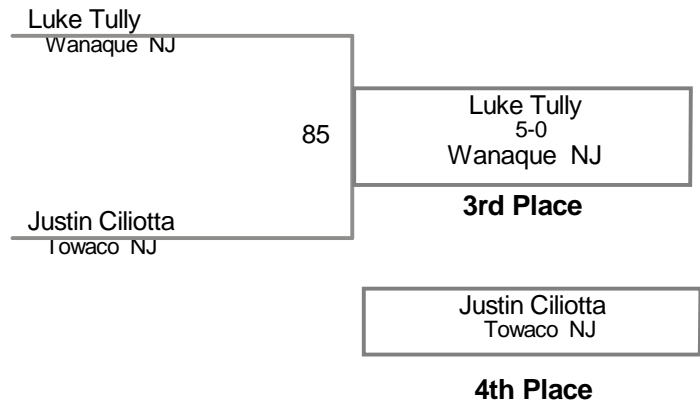 Luke Tully
Wanaque NJ
85
Luke Tully
5-0
Wanaque NJ
3rd Place
Justin Ciliotta
Towaco NJ
Justin Ciliotta
Towaco NJ
4th Place